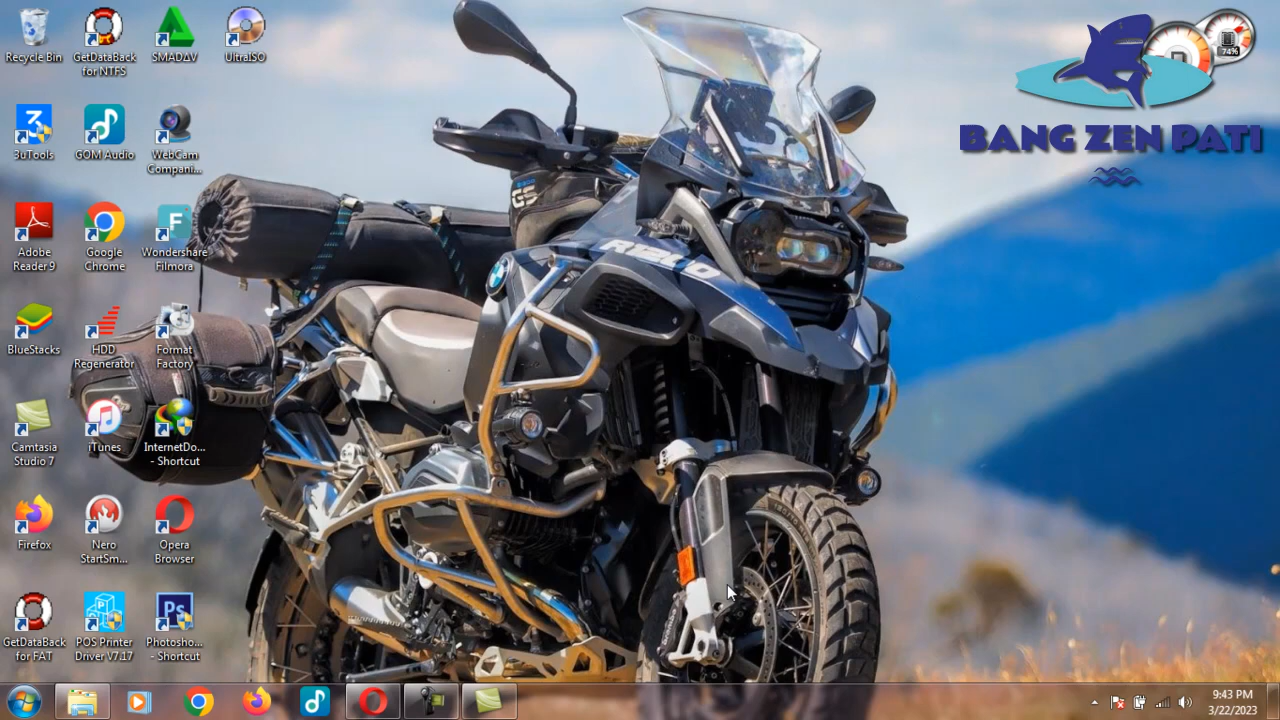 Recycle Bin
GetDataBack
for NTFS
SMADΔV
UltraISO
3uTools
GOM Audio
WebCam
Compani...
Adobe
Reader 9
Google
Chrome
Wondershare
Filmora
BlueStacks
HDD
Regenerator
Format
Factory
Camtasia
Studio 7
iTunes
InternetDo...
- Shortcut
Firefox
Nero
StartSm...
Opera
Browser
GetDataBack
for FAT
POS Printer
Driver V7.17
Photosho...
- Shortcut
74%
BANG ZEN PATI
GS
R1200
9:43 PM
3/22/2023